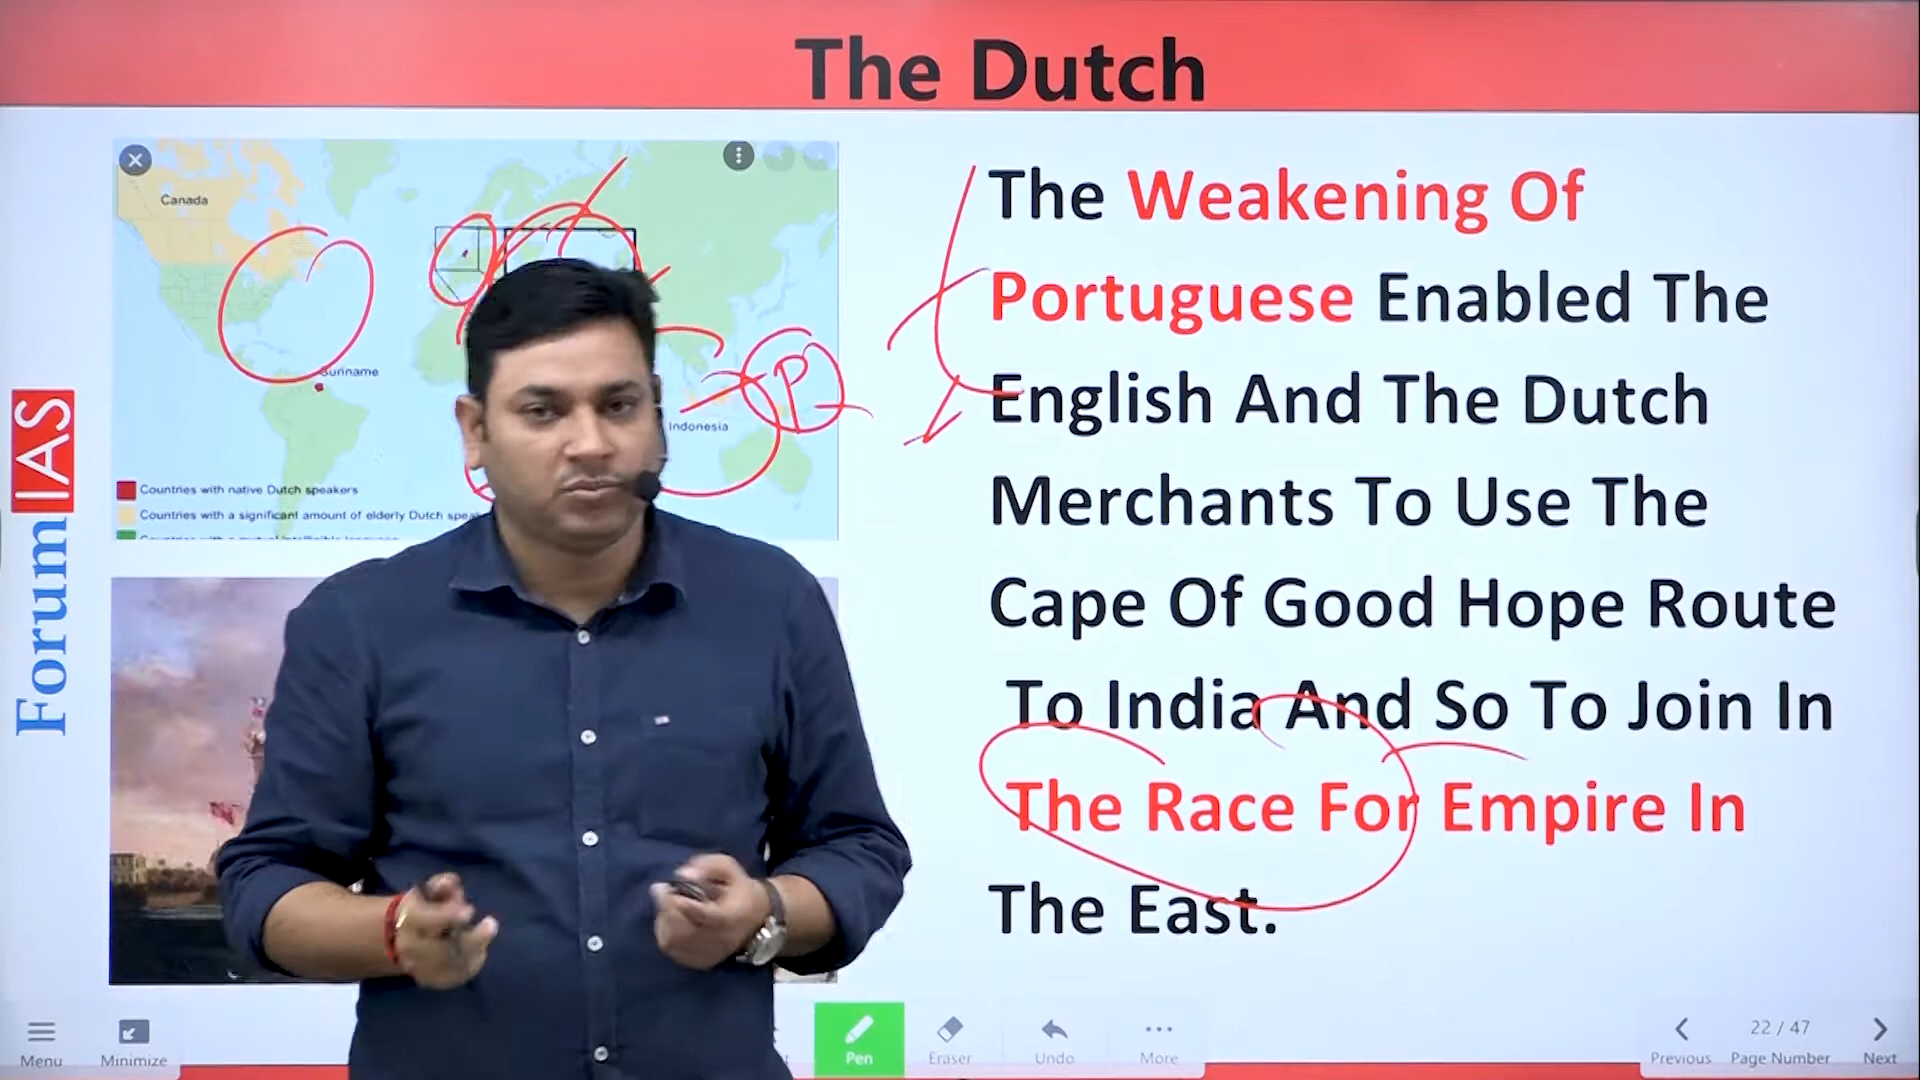 The Dutch
Canada
Suriname
Indonesia
P
Countries with native Dutch speakers
Countries with a significant amount of elderly Dutch
Forum IAS
The Weakening Of
Portuguese Enabled The
English And The Dutch
Merchants To Use The
Cape Of Good Hope Route
To India And So To Join In
The Race For Empire In
The East.
Menu
Minimize
Pen
Eraser
Undo
More
Previous
22 / 47
Page Number
Next